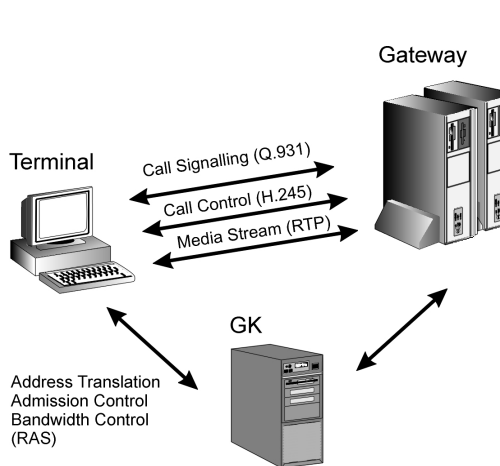 Gateway
Terminal
Call Signalling (Q.931)
Call Control (H.245)
Media Stream (RTP)
GK
Address Translation
Admission Control
Bandwidth Control
(RAS)